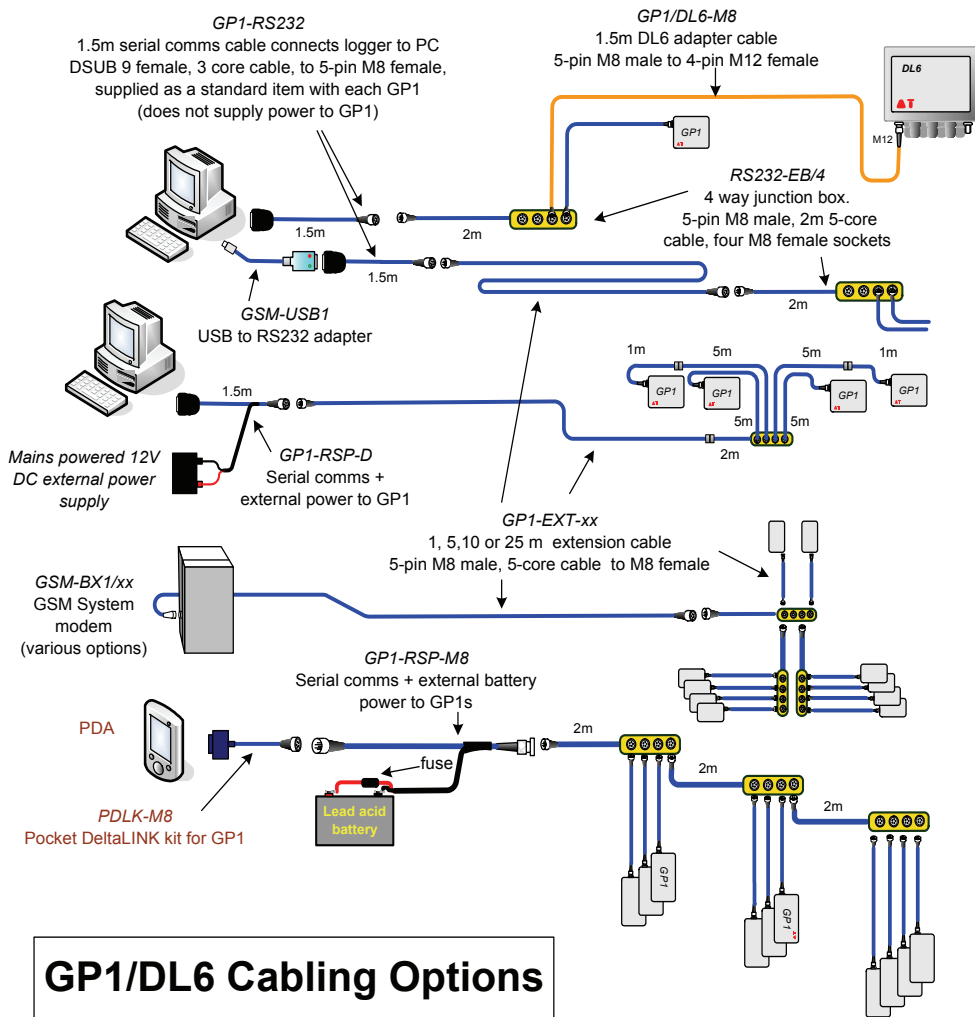 GP1-RS232
1.5m serial comms cable connects logger to PC
DSUB 9 female, 3 core cable, to 5-pin M8 female,
supplied as a standard item with each GP1
(does not supply power to GP1)
GP1/DL6-M8
1.5m DL6 adapter cable
5-pin M8 male to 4-pin M12 female
DL6
M12
GP1
RS232-EB/4
4 way junction box.
5-pin M8 male, 2m 5-core
cable, four M8 female sockets
1.5m
2m
1.5m
2m
GSM-USB1
USB to RS232 adapter
1m
5m
5m
1m
GP1
GP1
GP1
GP1
5m
5m
2m
1.5m
Mains powered 12V
DC external power
supply
GP1-RSP-D
Serial comms +
external power to GP1
GP1-EXT-xx
1, 5,10 or 25 m extension cable
5-pin M8 male, 5-core cable to M8 female
GSM-BX1/xx
GSM System
modem
(various options)
GP1-RSP-M8
Serial comms + external battery
power to GP1s
PDA
fuse
Lead acid
battery
2m
2m
2m
PDLK-M8
Pocket DeltaLINK kit for GP1
GP1
GP1
GP1/DL6 Cabling Options